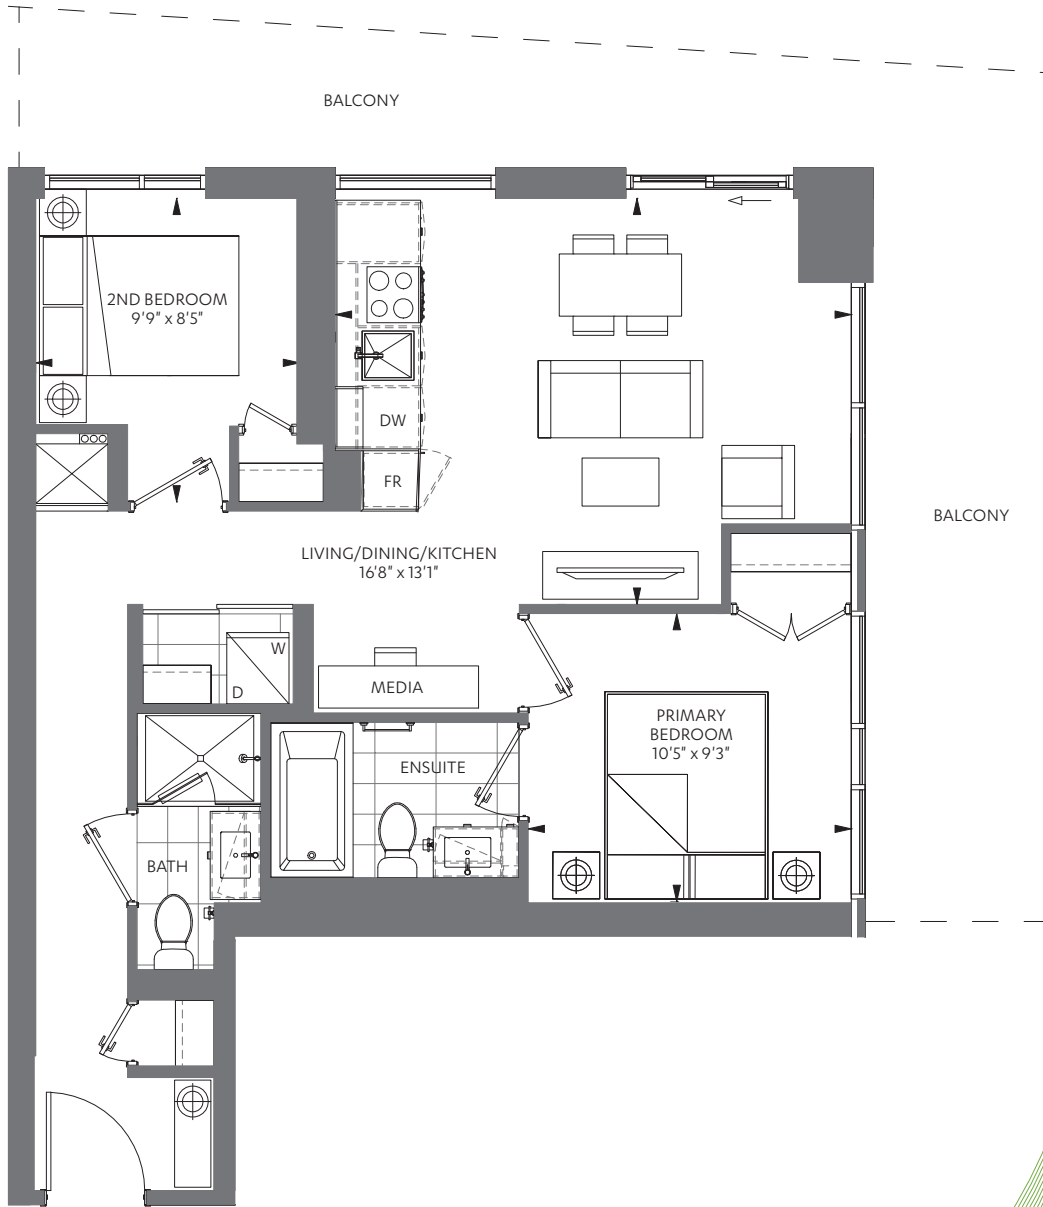 BALCONY
2ND BEDROOM
9'9" x 8'5"
DW
FR
BALCONY
LIVING/DINING/KITCHEN
16'8" x 13'1"
W
D
MEDIA
PRIMARY
BEDROOM
10'5" x 9'3"
ENSUITE
BATH